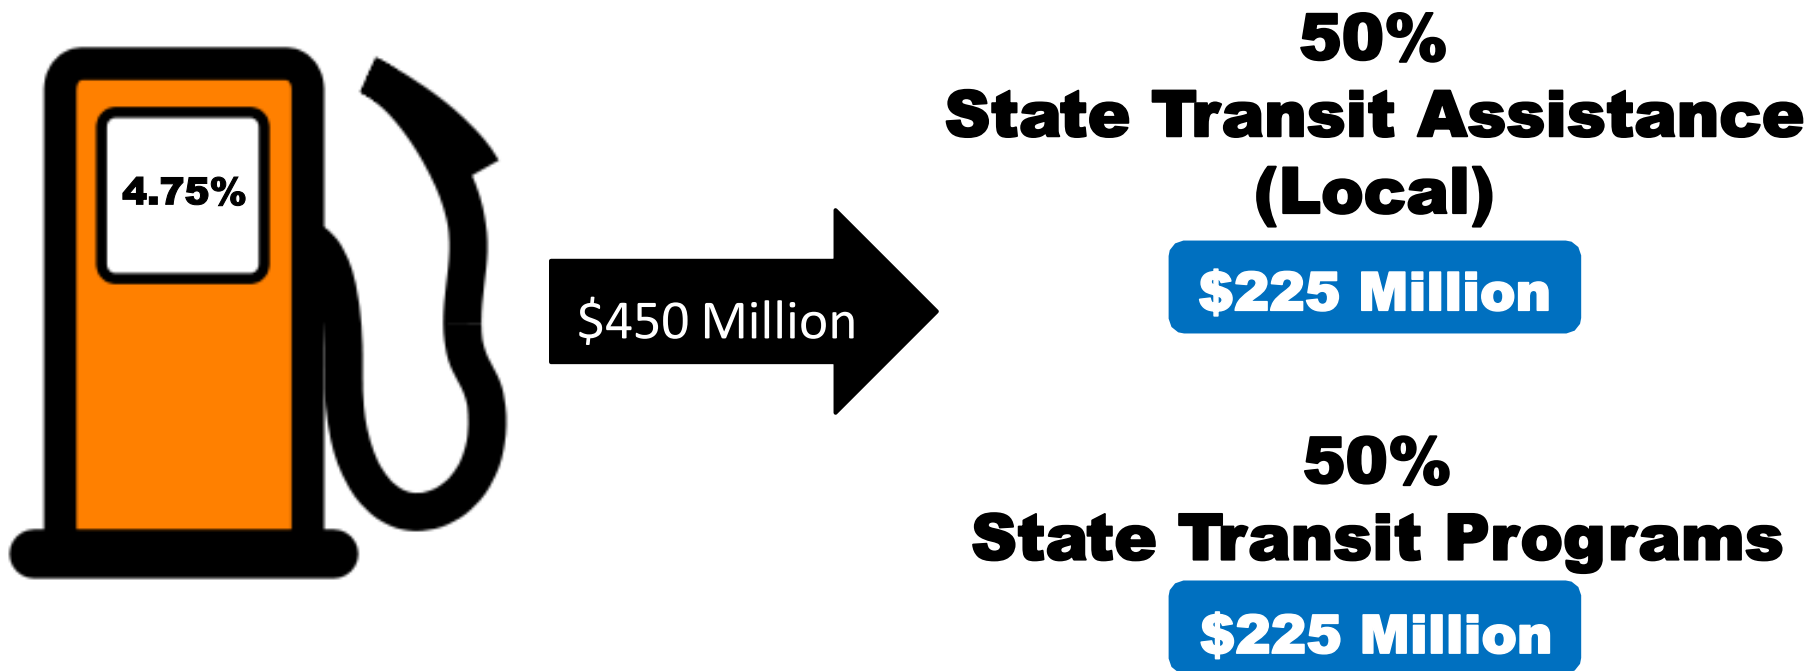 4.75%
$450 Million
50%
State Transit Assistance
(Local)
$225 Million
50%
State Transit Programs
$225 Million